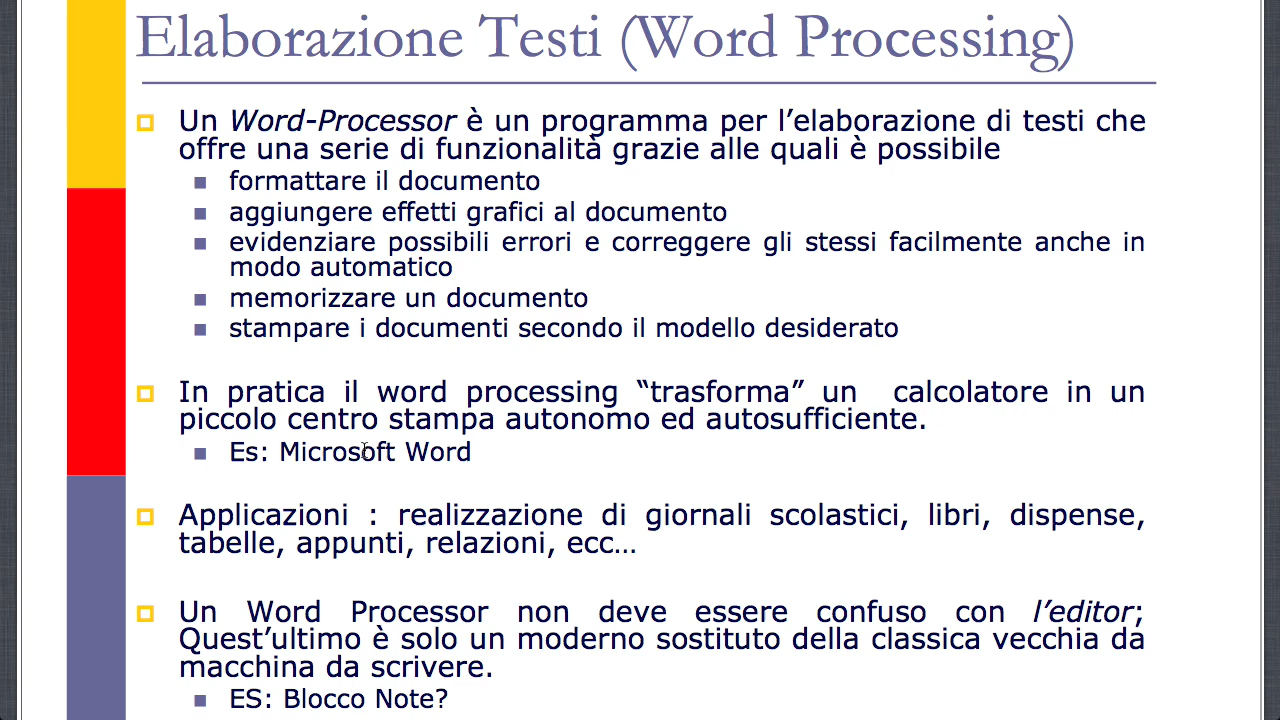 Elaborazione Testi (Word Processing)
Un Word-Processor è un programma per l’elaborazione di testi che
offre una serie di funzionalità grazie alle quali è possibile
formattare il documento
aggiungere effetti grafici al documento
evidenziare possibili errori e correggere gli stessi facilmente anche in
modo automatico
memorizzare un documento
stampare i documenti secondo il modello desiderato
In pratica il word processing “trasforma” un calcolatore in un
piccolo centro stampa autonomo ed autosufficiente.
Es: Microsoft Word
Applicazioni : realizzazione di giornali scolastici, libri, dispense,
tabelle, appunti, relazioni, ecc…
Un Word Processor non deve essere confuso con l’editor;
Quest’ultimo è solo un moderno sostituto della classica vecchia da
macchina da scrivere.
ES: Blocco Note?